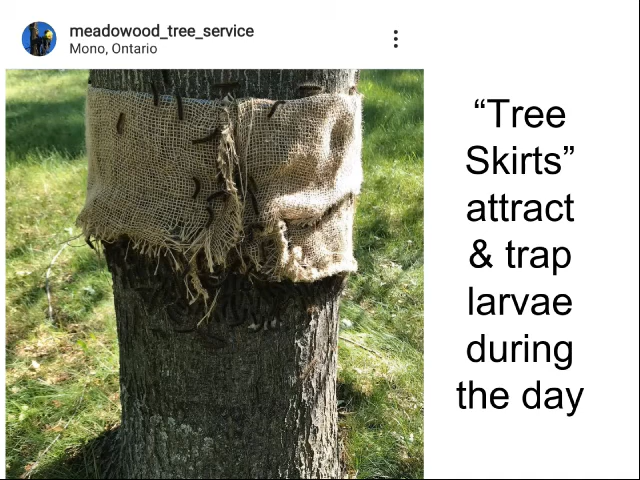 meadowood_tree_service
Mono, Ontario
“Tree
Skirts”
attract
& trap
larvae
during
the day